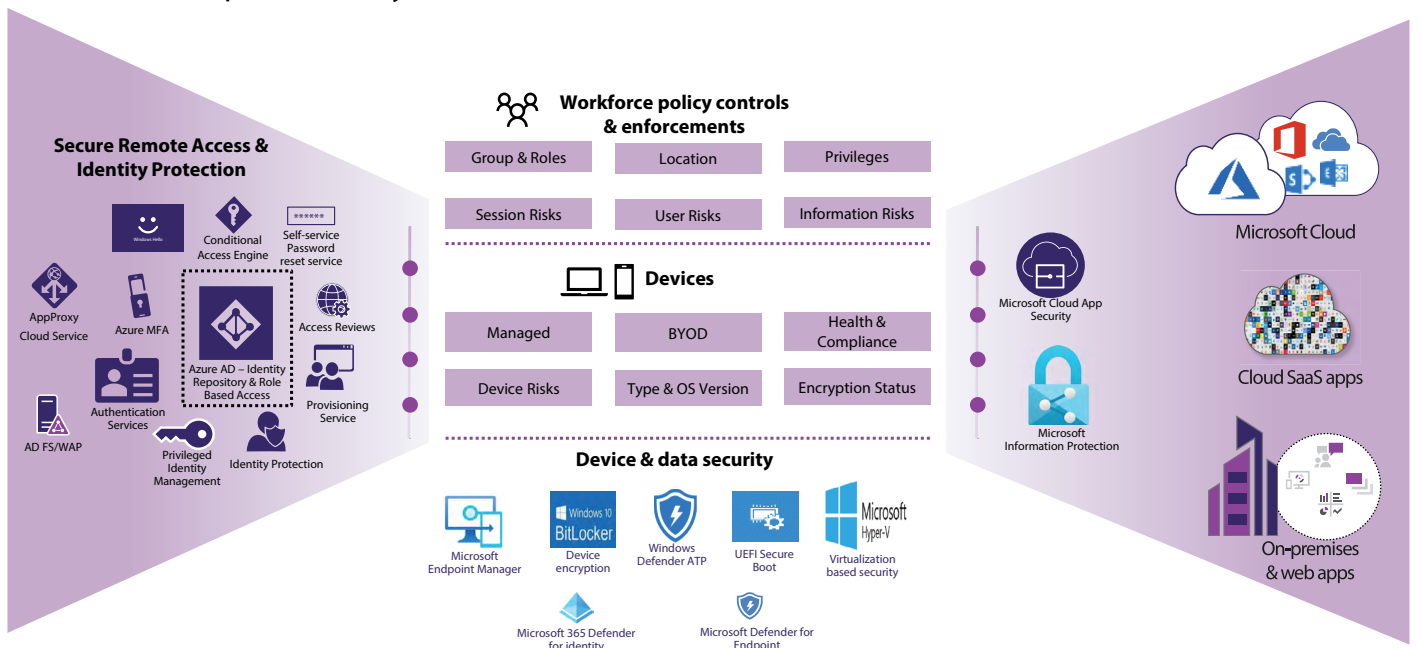 Secure Remote Access &
Identity Protection
Windows Hello
Conditional
Access Engine
******
Self-service
Password
reset service
AppProxy
Cloud Service
Azure MFA
Azure AD – Identity
Repository & Role
Based Access
Access Reviews
Authentication
Services
Provisioning
Service
AD FS/WAP
Privileged
Identity
Management
Identity Protection
Workforce policy controls
& enforcements
Group & Roles
Location
Privileges
Session Risks
User Risks
Information Risks
Devices
Managed
BYOD
Health &
Compliance
Device Risks
Type & OS Version
Encryption Status
Device & data security
Microsoft
Endpoint Manager
Windows 10
BitLocker
Device
encryption
Windows
Defender ATP
UEFI Secure
Boot
Microsoft
Hyper-V
Virtualization
based security
Microsoft 365 Defender
for identity
Microsoft Defender for
Endpoint
Microsoft Cloud App
Security
Microsoft
Information Protection
S
E
Microsoft Cloud
Cloud SaaS apps
On-premises
& web apps